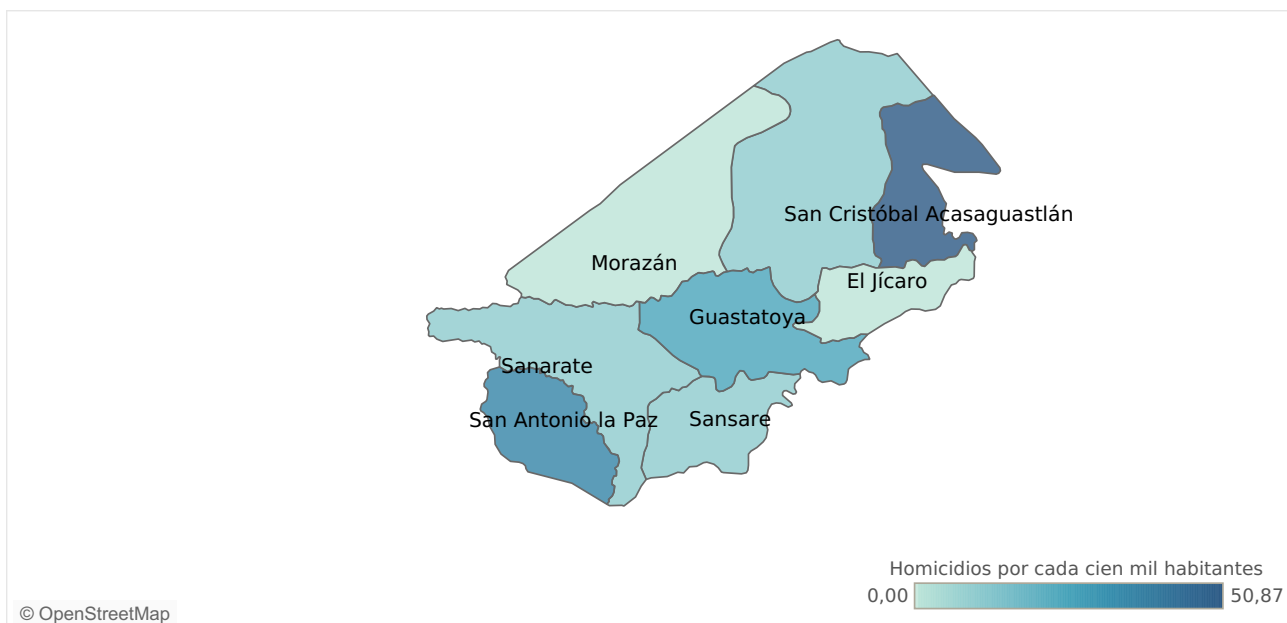 San Cristóbal Acasaguastlán
Morazán
El Jícaro
Guastatoya
Sanarate
San Antonio la Paz
Sansare
Homicidios por cada cien mil habitantes
0,00
50,87
© OpenStreetMap